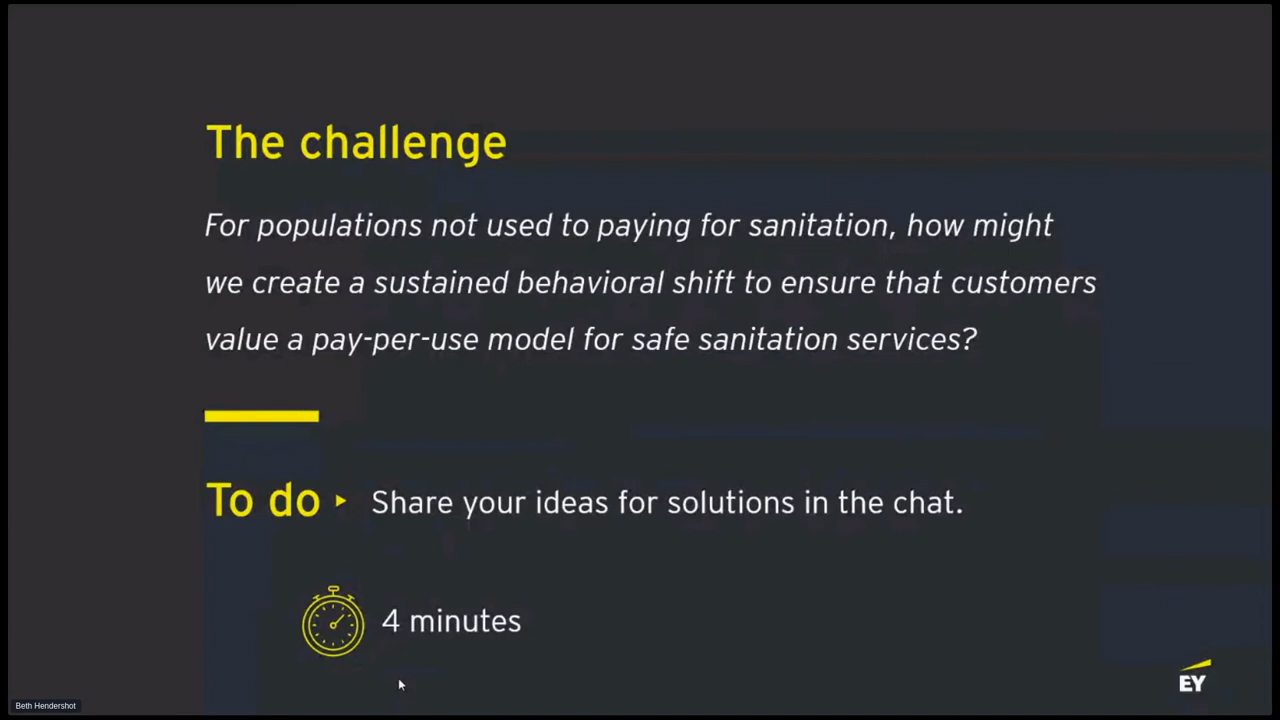 The challenge
For populations not used to paying for sanitation, how might
we create a sustained behavioral shift to ensure that customers
value a pay-per-use model for safe sanitation services?
To do ▸ Share your ideas for solutions in the chat.
4 minutes
EY
Beth Hendershot